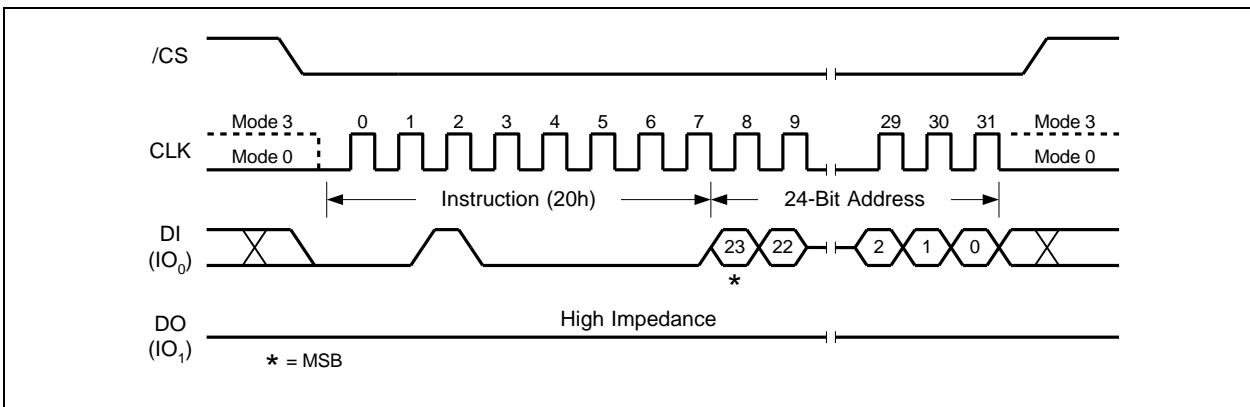 /CS
Mode 3 0 1 2 3 4 5 6 7 8 9 29 30 31 Mode 3
CLK
Mode 0 Mode 0
Instruction (20h) 24-Bit Address
DI
(IO0)
23 22 2 1 0
*
DO
(IO1)
High Impedance
* = MSB